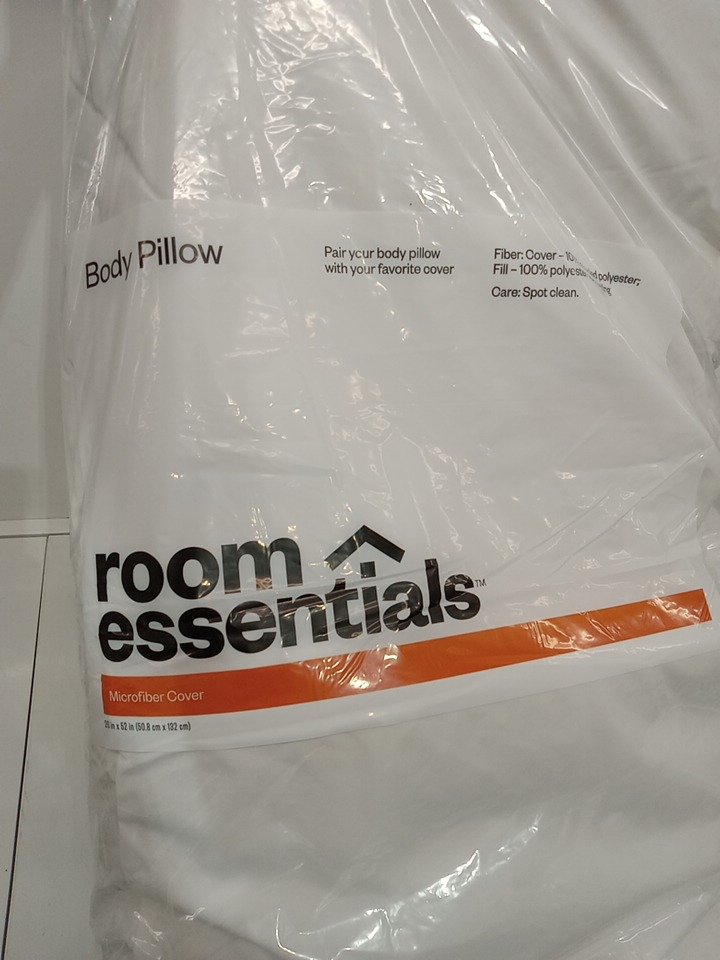 Body Pillow
Pair your body pillow
with your favorite cover
Fiber: Cover – polyester;
Fill – 100%
Care: Spot clean.
room
essentials™
Microfiber Cover
20 in x 52 in (50.8 cm x 132 cm)